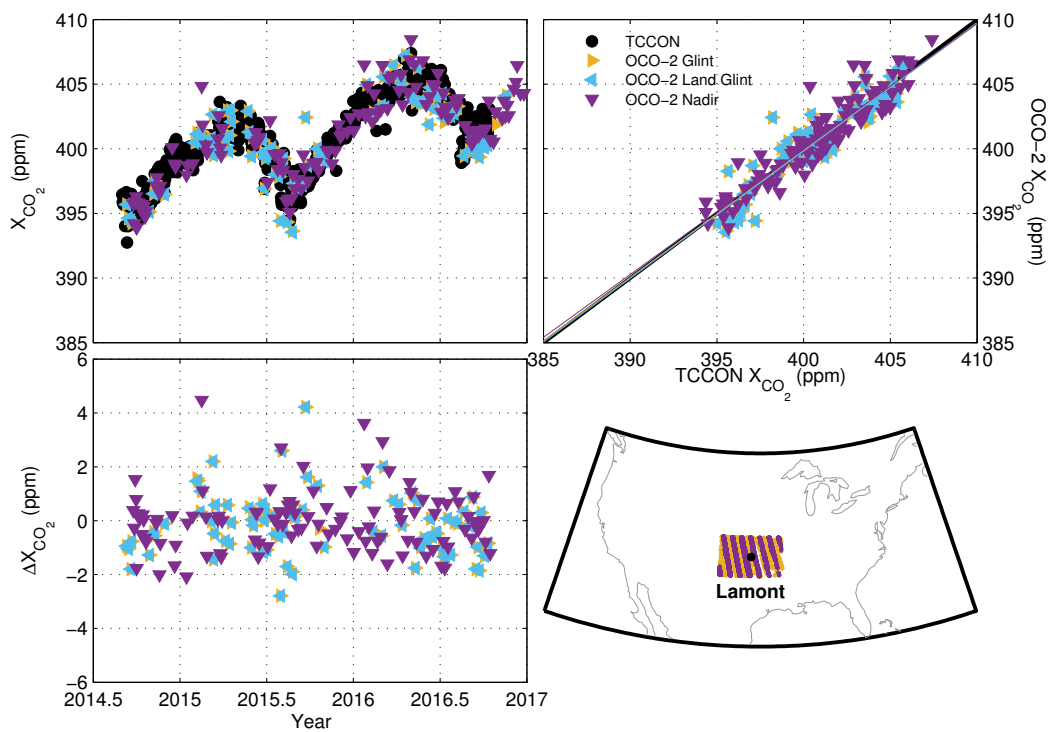 410
405
400
395
390
385
X_CO₂ (ppm)
TCCON
OCO−2 Glint
OCO−2 Land Glint
OCO−2 Nadir
410
405
400
395
390
385
OCO−2 X_CO₂ (ppm)
385 390 395 400 405 410
TCCON X_CO₂ (ppm)
6
4
2
0
−2
−4
−6
ΔX_CO₂ (ppm)
2014.5 2015 2015.5 2016 2016.5 2017
Year
Lamont